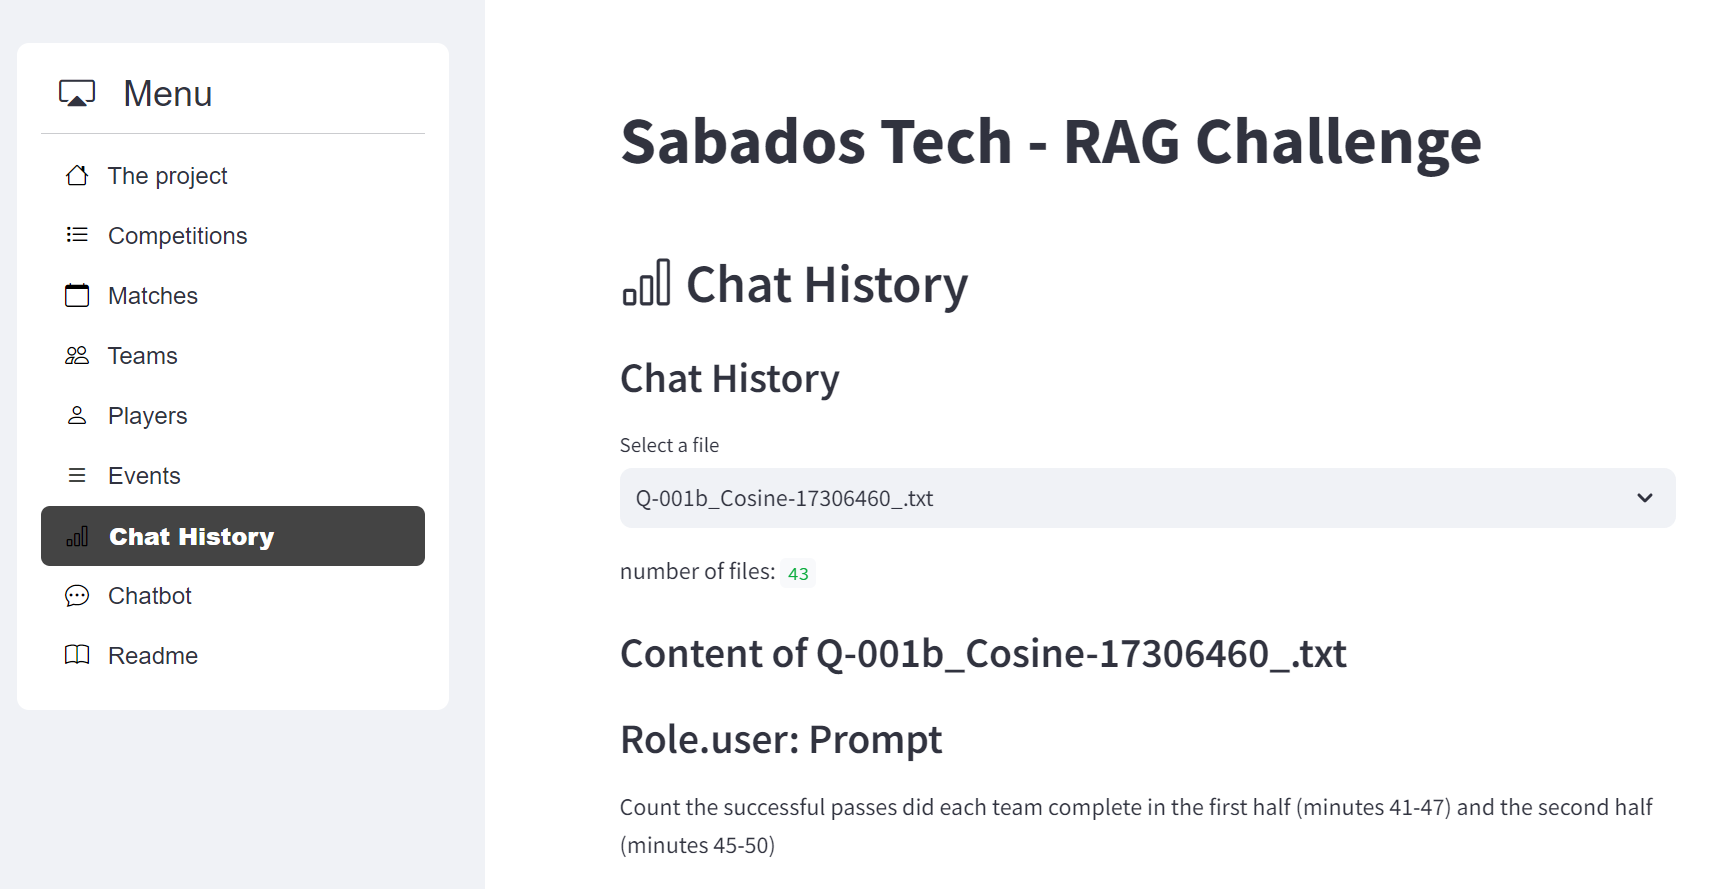 Menu
The project
Competitions
Matches
Teams
Players
Events
Chat History
Chatbot
Readme
Sabados Tech - RAG Challenge
Chat History
Chat History
Select a file
Q-001b_Cosine-17306460_.txt
number of files: 43
Content of Q-001b_Cosine-17306460_.txt
Role.user: Prompt
Count the successful passes did each team complete in the first half (minutes 41-47) and the second half
(minutes 45-50)